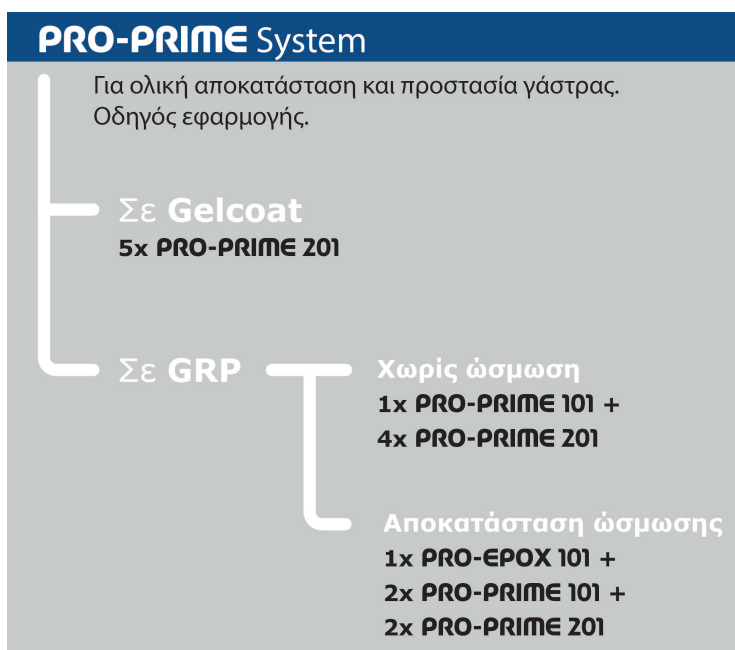 PRO-PRIME System
Για ολική αποκατάσταση και προστασία γάστρας.
Οδηγός εφαρμογής.
Σε Gelcoat
5x PRO-PRIME 201
Σε GRP
Χωρίς ώσμωση
1x PRO-PRIME 101 +
4x PRO-PRIME 201
Αποκατάσταση ώσμωσης
1x PRO-EPOX 101 +
2x PRO-PRIME 101 +
2x PRO-PRIME 201